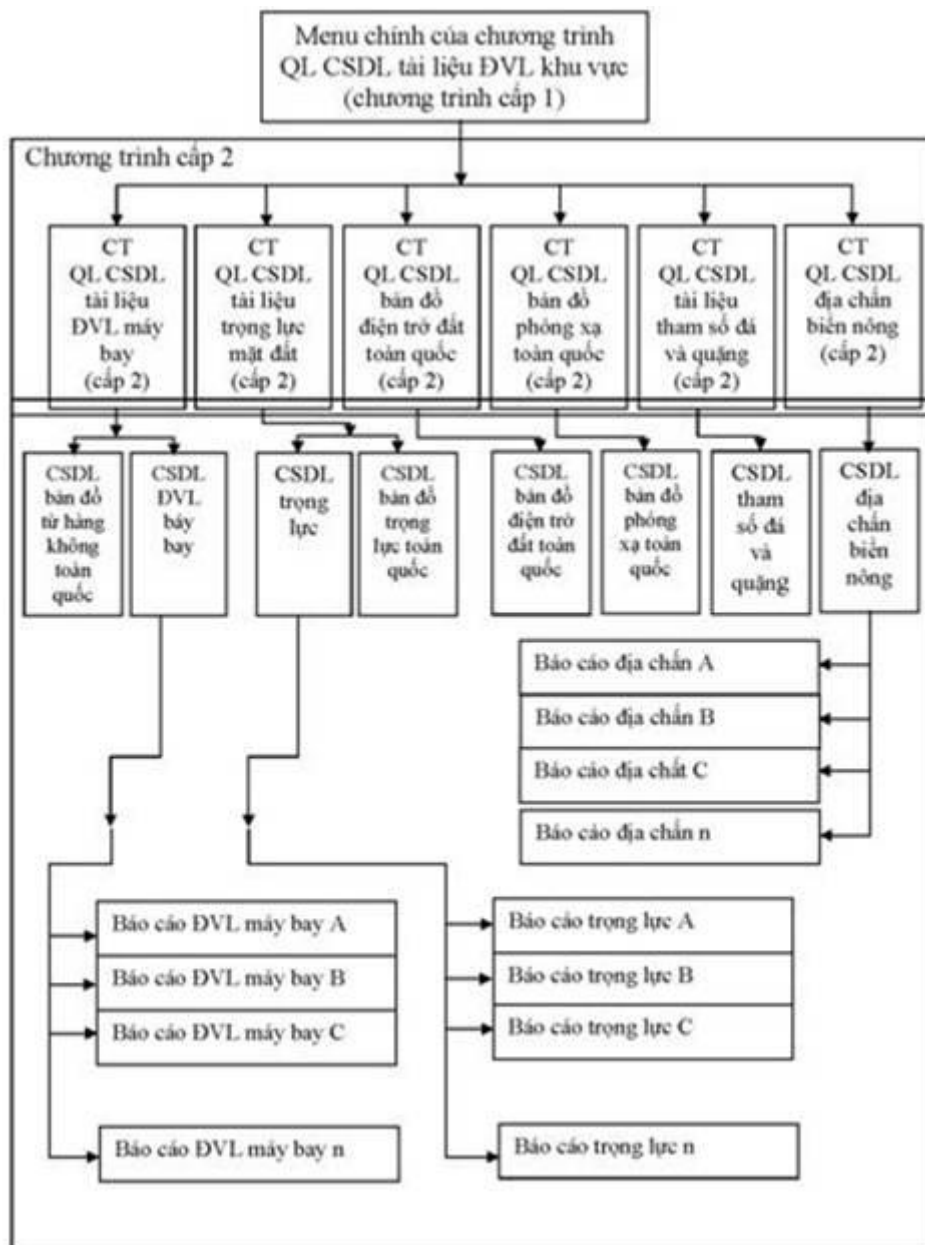 Menu chính của chương trình
QL CSDL tài liệu ĐVL khu vực
(chương trình cấp 1)
Chương trình cấp 2
CT
QL CSDL
tài liệu
ĐVL máy
bay
(cấp 2)
CT
QL CSDL
tài liệu
trọng lực
mặt đất
(cấp 2)
CT
QL CSDL
bản đồ
điện trở đất
toàn quốc
(cấp 2)
CT
QL CSDL
bản đồ
phóng xạ
toàn quốc
(cấp 2)
CT
QL CSDL
tài liệu
tham số đá
và quặng
(cấp 2)
CT
QL CSDL
địa chấn
biển nông
(cấp 2)
CSDL
bản đồ
từ hàng
không
toàn
quốc
CSDL
ĐVL
báy
bay
CSDL
trọng
lực
CSDL
bản đồ
trọng
lực toàn
quốc
CSDL
bản đồ
điện trở
đất toàn
quốc
CSDL
bản đồ
phóng
xạ toàn
quốc
CSDL
tham
số đá
và
quặng
CSDL
địa
chấn
biển
nông
Báo cáo địa chấn A
Báo cáo địa chấn B
Báo cáo địa chất C
Báo cáo địa chấn n
Báo cáo ĐVL máy bay A
Báo cáo ĐVL máy bay B
Báo cáo ĐVL máy bay C
Báo cáo ĐVL máy bay n
Báo cáo trọng lực A
Báo cáo trọng lực B
Báo cáo trọng lực C
Báo cáo trọng lực n